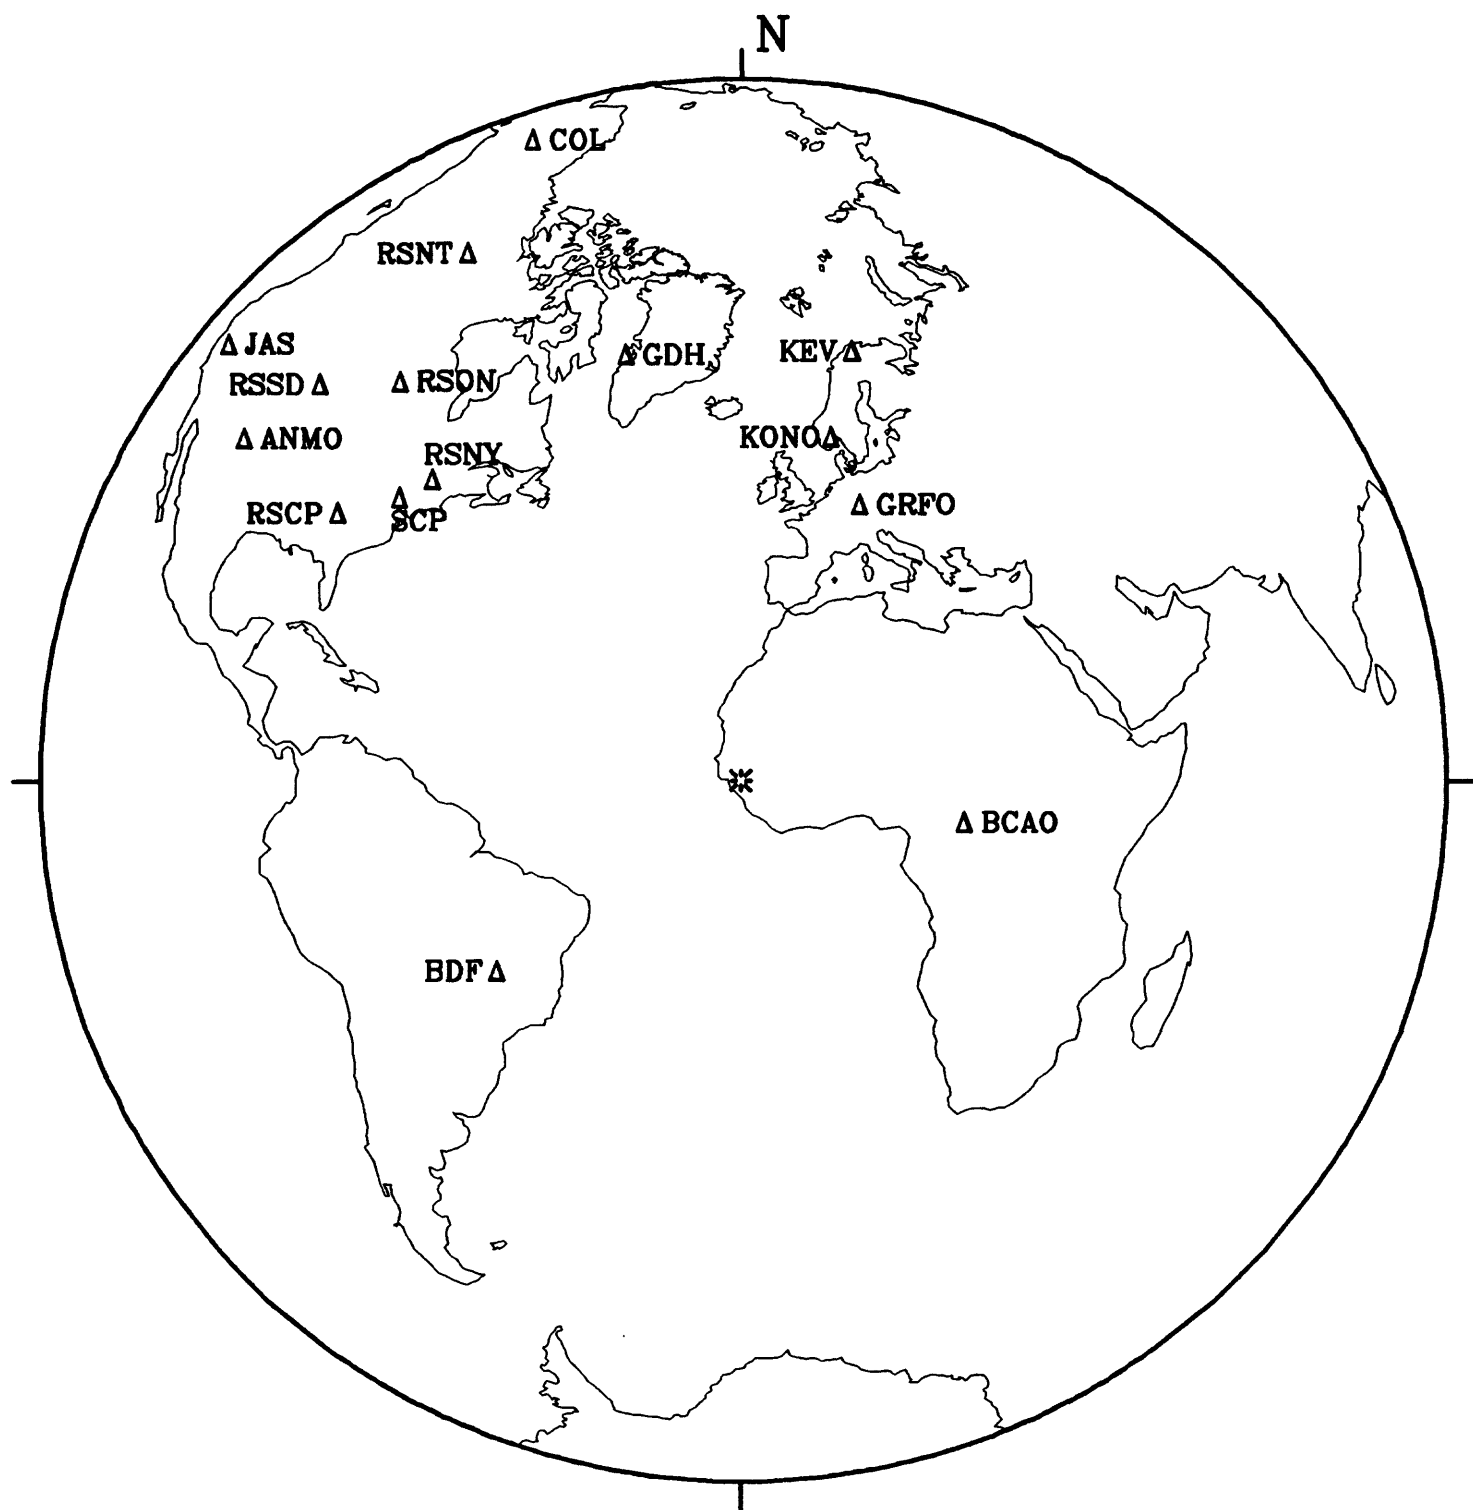 N
COL
RSNT
JAS
GDH
KEV
RSSD
RSON
ANMO
KONO
RSNY
GRFO
RSCP
SCP
BCAO
BDF